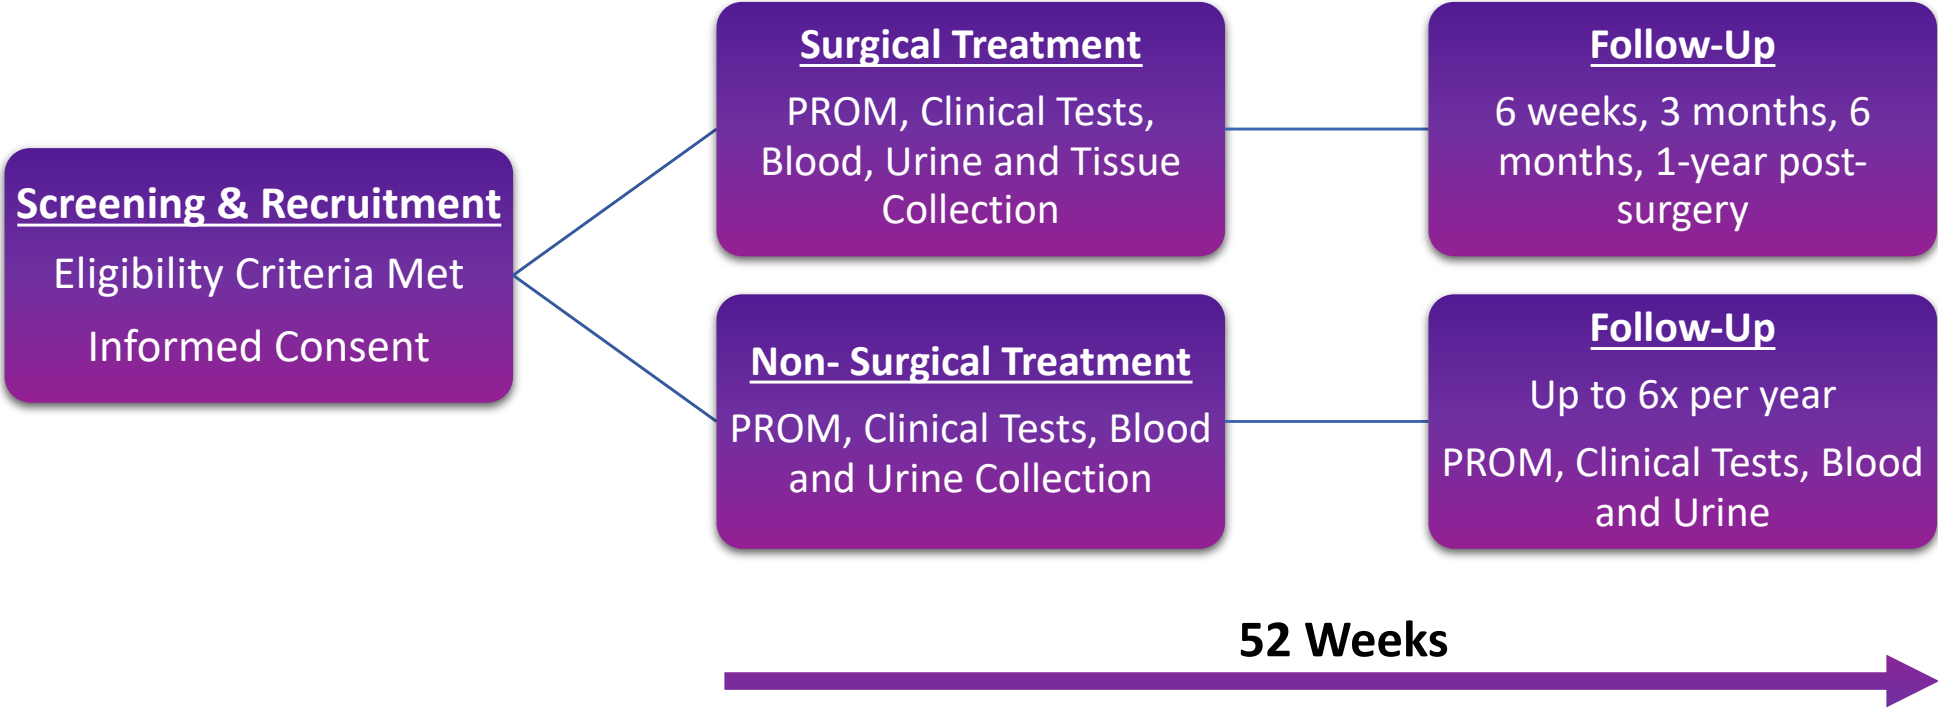 Screening & Recruitment
Eligibility Criteria Met
Informed Consent
Surgical Treatment
PROM, Clinical Tests,
Blood, Urine and Tissue
Collection
Follow-Up
6 weeks, 3 months, 6
months, 1-year post-
surgery
Non- Surgical Treatment
PROM, Clinical Tests, Blood
and Urine Collection
Follow-Up
Up to 6x per year
PROM, Clinical Tests, Blood
and Urine
52 Weeks